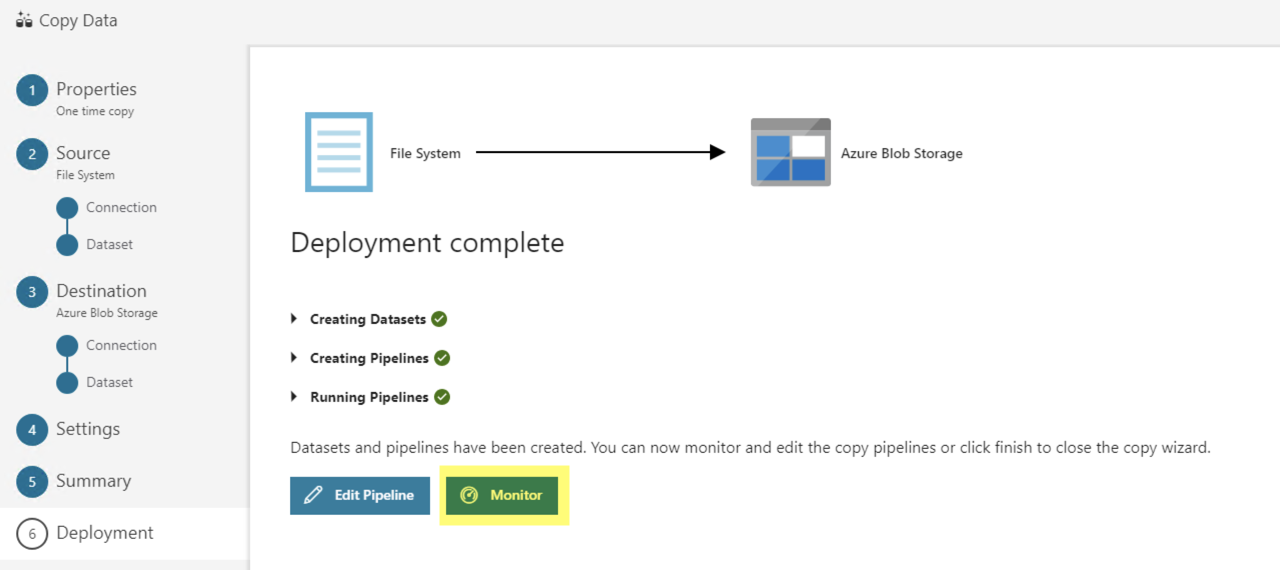 Copy Data
1
Properties
One time copy
2
Source
File System
Connection
Dataset
3
Destination
Azure Blob Storage
Connection
Dataset
4
Settings
5
Summary
6
Deployment
File System
Azure Blob Storage
Deployment complete
Creating Datasets
Creating Pipelines
Running Pipelines
Datasets and pipelines have been created. You can now monitor and edit the copy pipelines or click finish to close the copy wizard.
Edit Pipeline
Monitor